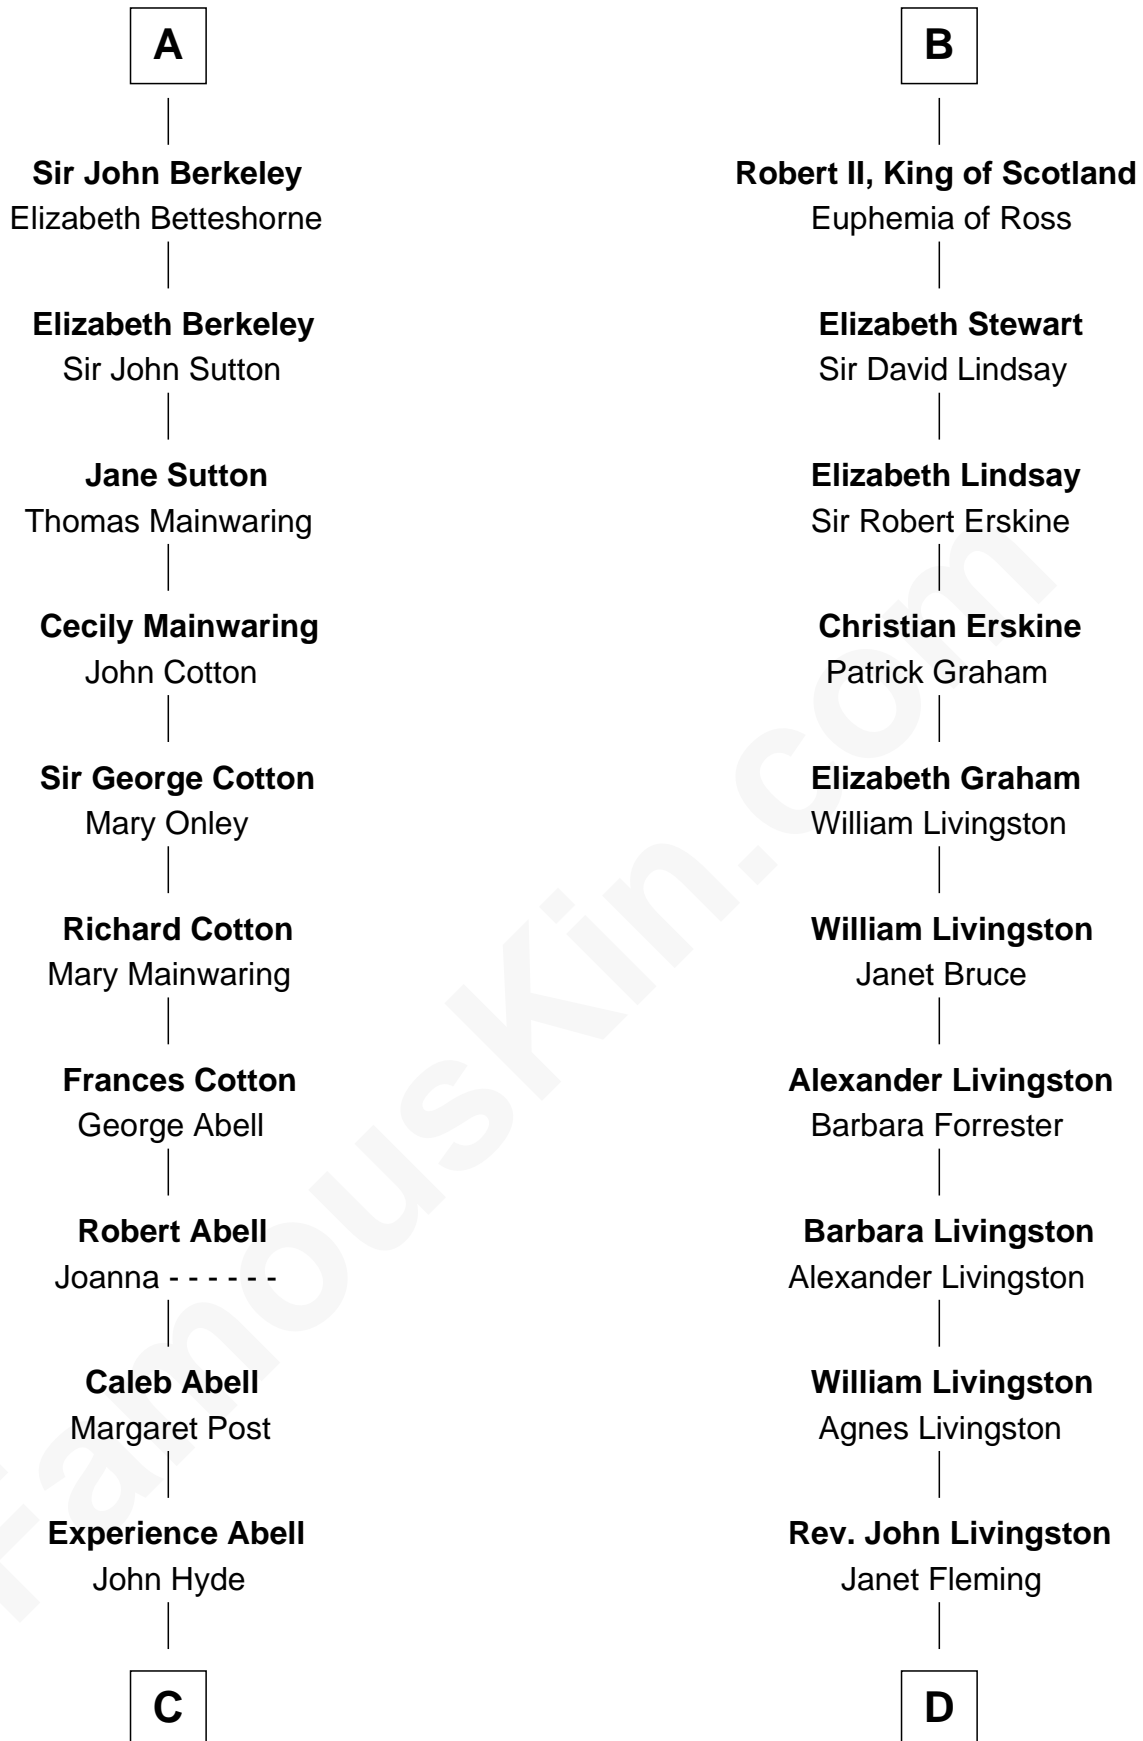 A
Sir John Berkeley
Elizabeth Betteshorne
Elizabeth Berkeley
Sir John Sutton
Jane Sutton
Thomas Mainwaring
Cecily Mainwaring
John Cotton
Sir George Cotton
Mary Onley
Richard Cotton
Mary Mainwaring
Frances Cotton
George Abell
Robert Abell
Joanna - - - - - -
Caleb Abell
Margaret Post
Experience Abell
John Hyde
C
B
Robert II, King of Scotland
Euphemia of Ross
Elizabeth Stewart
Sir David Lindsay
Elizabeth Lindsay
Sir Robert Erskine
Christian Erskine
Patrick Graham
Elizabeth Graham
William Livingston
William Livingston
Janet Bruce
Alexander Livingston
Barbara Forrester
Barbara Livingston
Alexander Livingston
William Livingston
Agnes Livingston
Rev. John Livingston
Janet Fleming
D
FamousKin.com